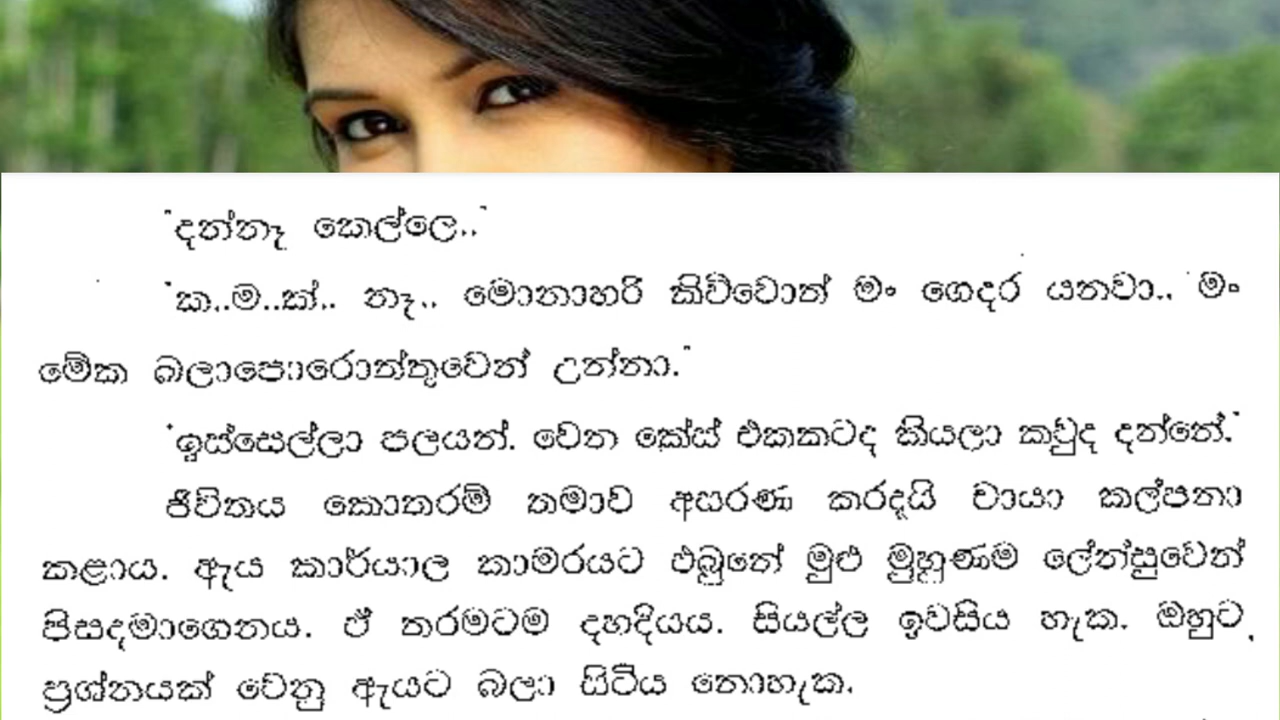 "දන්නෑ කෙල්ලෙ.."
"ක..ම..ක්.. නෑ.. මොනාහරි කිව්වොත් මං ගෙදර යනවා.. මං
මේක බලාපොරොත්තුවෙන් උන්නා."
"ඉස්සෙල්ලා පලයන්. වෙන කේස් එකකටද කියලා කවුද දන්නේ."
ජීවිතය කොතරම් තමාව අසරණ කරදැයි චායා කල්පනා
කළාය. ඇය කාර්යාල කාමරයට එබුනේ මුළු මුහුණම ලේන්සුවෙන්
පිසදමාගෙනය. ඒ තරමටම දහදියය. සියල්ල ඉවසිය හැක. ඔහුට
ප්‍රශ්නයක් වෙනු ඇයට බලා සිටිය නොහැක.